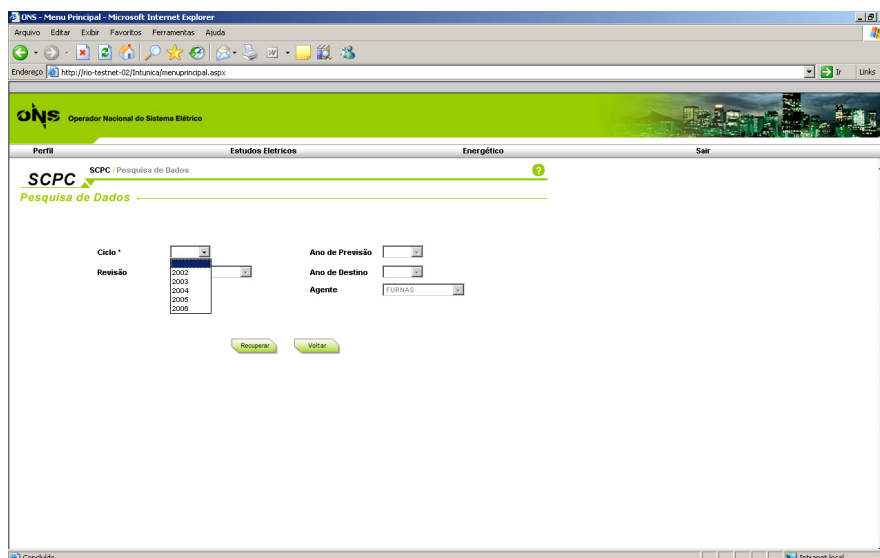 ONS - Menu Principal - Microsoft Internet Explorer
Arquivo Editar Exibir Favoritos Ferramentas Ajuda
Endereço http://rio-testnet-02/Intunica/menuprincipal.aspx Ir Links
ONS Operador Nacional do Sistema Elétrico
Perfil Estudos Eletricos Energético Sair
SCPC SCPC / Pesquisa de Dados ?
Pesquisa de Dados
Ciclo * Ano de Previsão
Revisão Ano de Destino
Agente FURNAS
2002
2003
2004
2005
2006
Recuperar Voltar
Concluído Intranet local